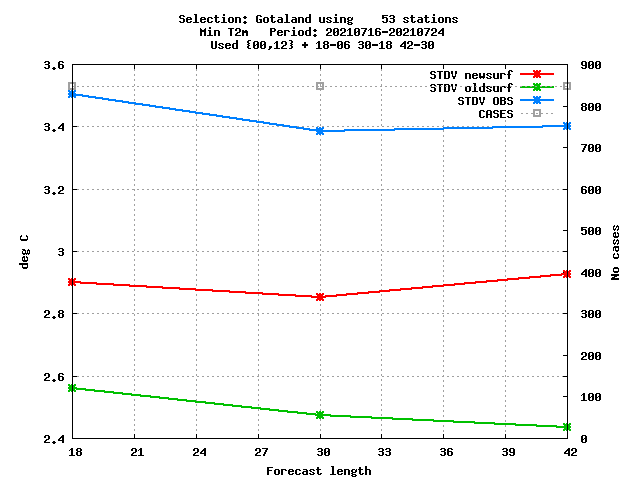 Selection: Gotaland using    53 stations
Min T2m   Period: 20210716-20210724
Used {00,12} + 18-06 30-18 42-30
STDV newsurf
STDV oldsurf
STDV OBS
CASES
3.6
3.4
3.2
3
2.8
2.6
2.4
deg C
900
800
700
600
500
400
300
200
100
0
No cases
18 21 24 27 30 33 36 39 42
Forecast length